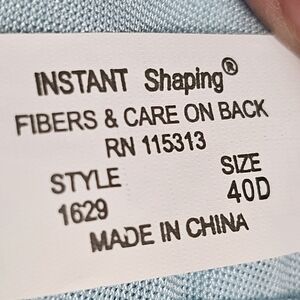 INSTANT Shaping®
FIBERS & CARE ON BACK
RN 115313
STYLE SIZE
1629 40D
MADE IN CHINA